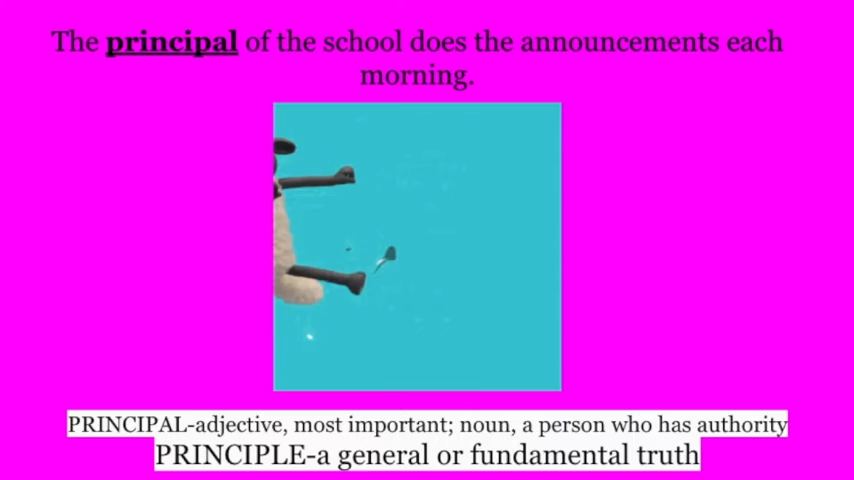 The principal of the school does the announcements each
morning.
PRINCIPAL-adjective, most important; noun, a person who has authority
PRINCIPLE-a general or fundamental truth